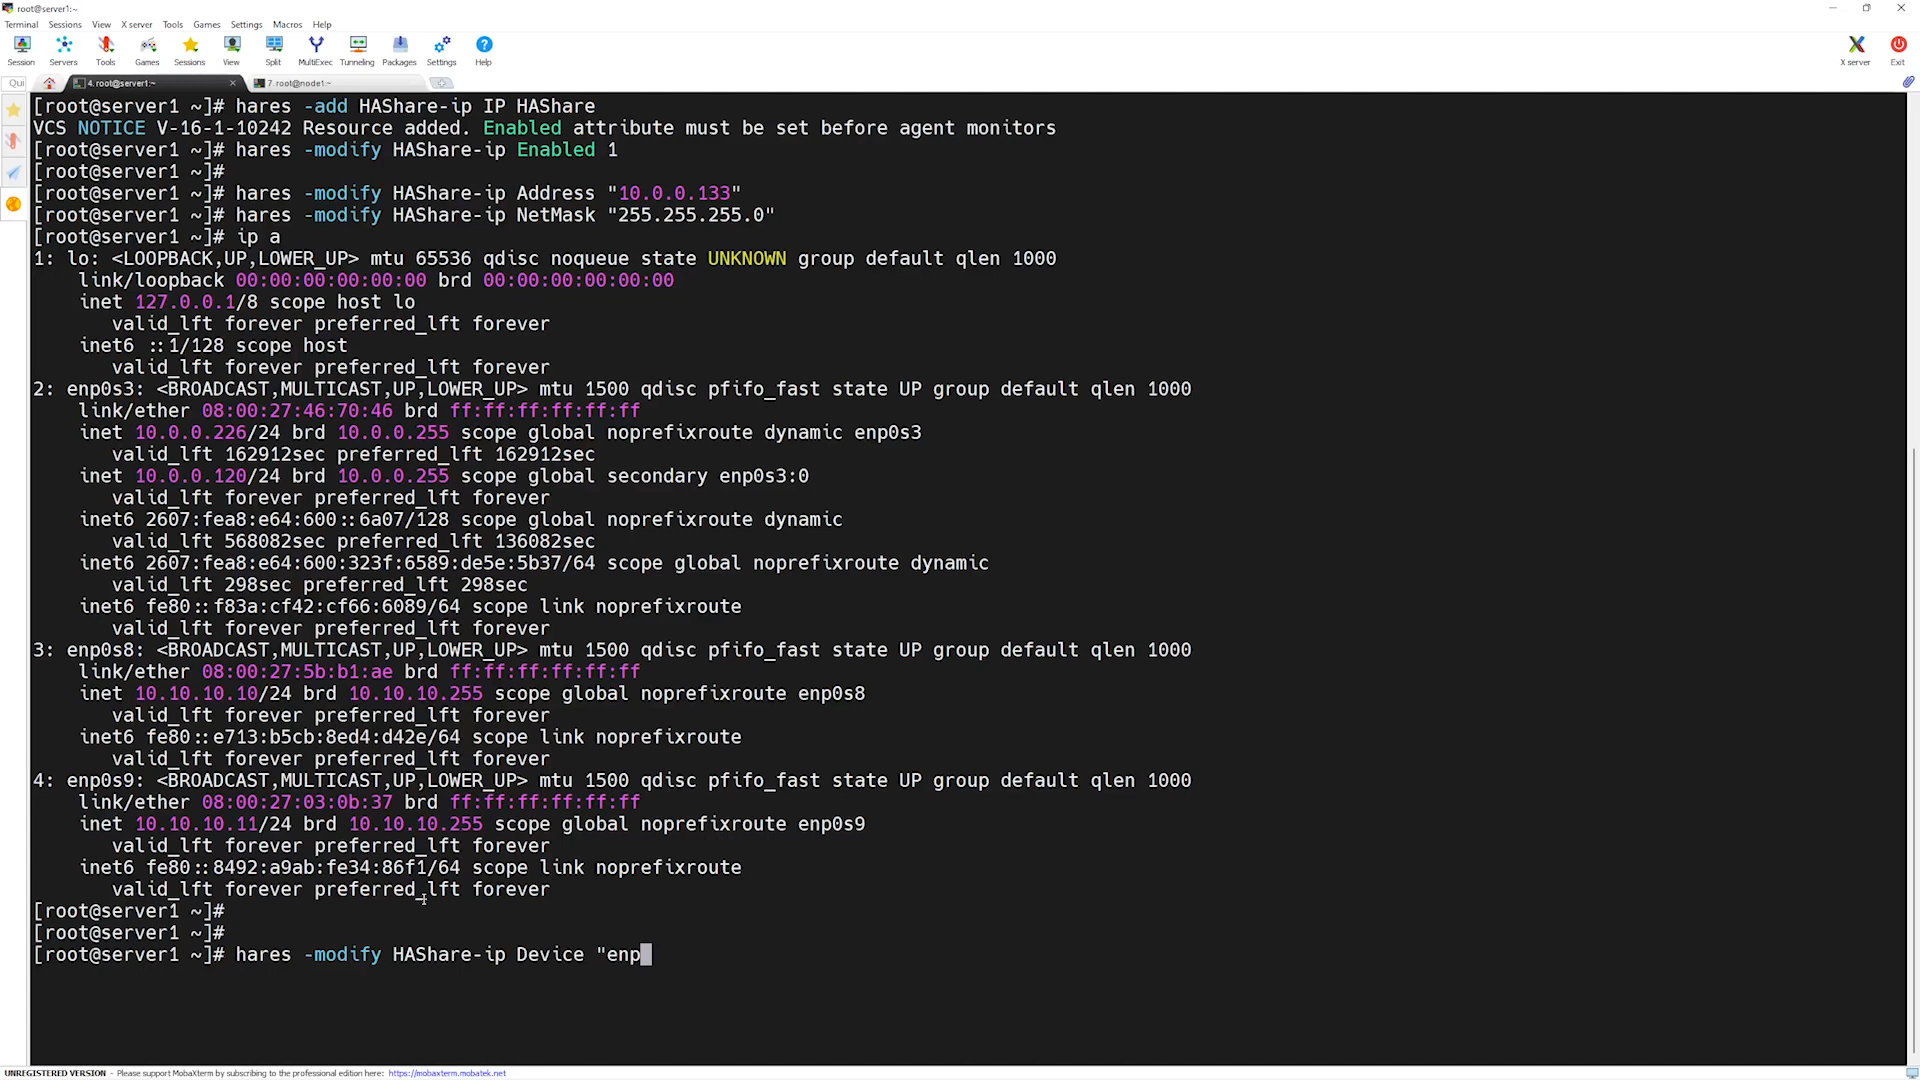 root@server1:~
Terminal Sessions View X server Tools Games Settings Macros Help
Session Servers Tools Games Sessions View Split MultiExec Tunneling Packages Settings Help X server Exit
Qui 4. root@server1:~ 7. root@node1:~
[root@server1 ~]# hares -add HAShare-ip IP HAShare
VCS NOTICE V-16-1-10242 Resource added. Enabled attribute must be set before agent monitors
[root@server1 ~]# hares -modify HAShare-ip Enabled 1
[root@server1 ~]#
[root@server1 ~]# hares -modify HAShare-ip Address "10.0.0.133"
[root@server1 ~]# hares -modify HAShare-ip NetMask "255.255.255.0"
[root@server1 ~]# ip a
1: lo: <LOOPBACK,UP,LOWER_UP> mtu 65536 qdisc noqueue state UNKNOWN group default qlen 1000
link/loopback 00:00:00:00:00:00 brd 00:00:00:00:00:00
inet 127.0.0.1/8 scope host lo
valid_lft forever preferred_lft forever
inet6 ::1/128 scope host
valid_lft forever preferred_lft forever
2: enp0s3: <BROADCAST,MULTICAST,UP,LOWER_UP> mtu 1500 qdisc pfifo_fast state UP group default qlen 1000
link/ether 08:00:27:46:70:46 brd ff:ff:ff:ff:ff:ff
inet 10.0.0.226/24 brd 10.0.0.255 scope global noprefixroute dynamic enp0s3
valid_lft 162912sec preferred_lft 162912sec
inet 10.0.0.120/24 brd 10.0.0.255 scope global secondary enp0s3:0
valid_lft forever preferred_lft forever
inet6 2607:fea8:e64:600::6a07/128 scope global noprefixroute dynamic
valid_lft 568082sec preferred_lft 136082sec
inet6 2607:fea8:e64:600:323f:6589:de5e:5b37/64 scope global noprefixroute dynamic
valid_lft 298sec preferred_lft 298sec
inet6 fe80::f83a:cf42:cf66:6089/64 scope link noprefixroute
valid_lft forever preferred_lft forever
3: enp0s8: <BROADCAST,MULTICAST,UP,LOWER_UP> mtu 1500 qdisc pfifo_fast state UP group default qlen 1000
link/ether 08:00:27:5b:b1:ae brd ff:ff:ff:ff:ff:ff
inet 10.10.10.10/24 brd 10.10.10.255 scope global noprefixroute enp0s8
valid_lft forever preferred_lft forever
inet6 fe80::e713:b5cb:8ed4:d42e/64 scope link noprefixroute
valid_lft forever preferred_lft forever
4: enp0s9: <BROADCAST,MULTICAST,UP,LOWER_UP> mtu 1500 qdisc pfifo_fast state UP group default qlen 1000
link/ether 08:00:27:03:0b:37 brd ff:ff:ff:ff:ff:ff
inet 10.10.10.11/24 brd 10.10.10.255 scope global noprefixroute enp0s9
valid_lft forever preferred_lft forever
inet6 fe80::8492:a9ab:fe34:86f1/64 scope link noprefixroute
valid_lft forever preferred_lft forever
[root@server1 ~]#
[root@server1 ~]#
[root@server1 ~]# hares -modify HAShare-ip Device "enp
UNREGISTERED VERSION - Please support MobaXterm by subscribing to the professional edition here: https://mobaxterm.mobatek.net